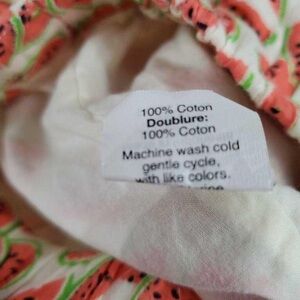 100% Coton
Doublure:
100% Coton
Machine wash cold
gentle cycle,
with like colors.